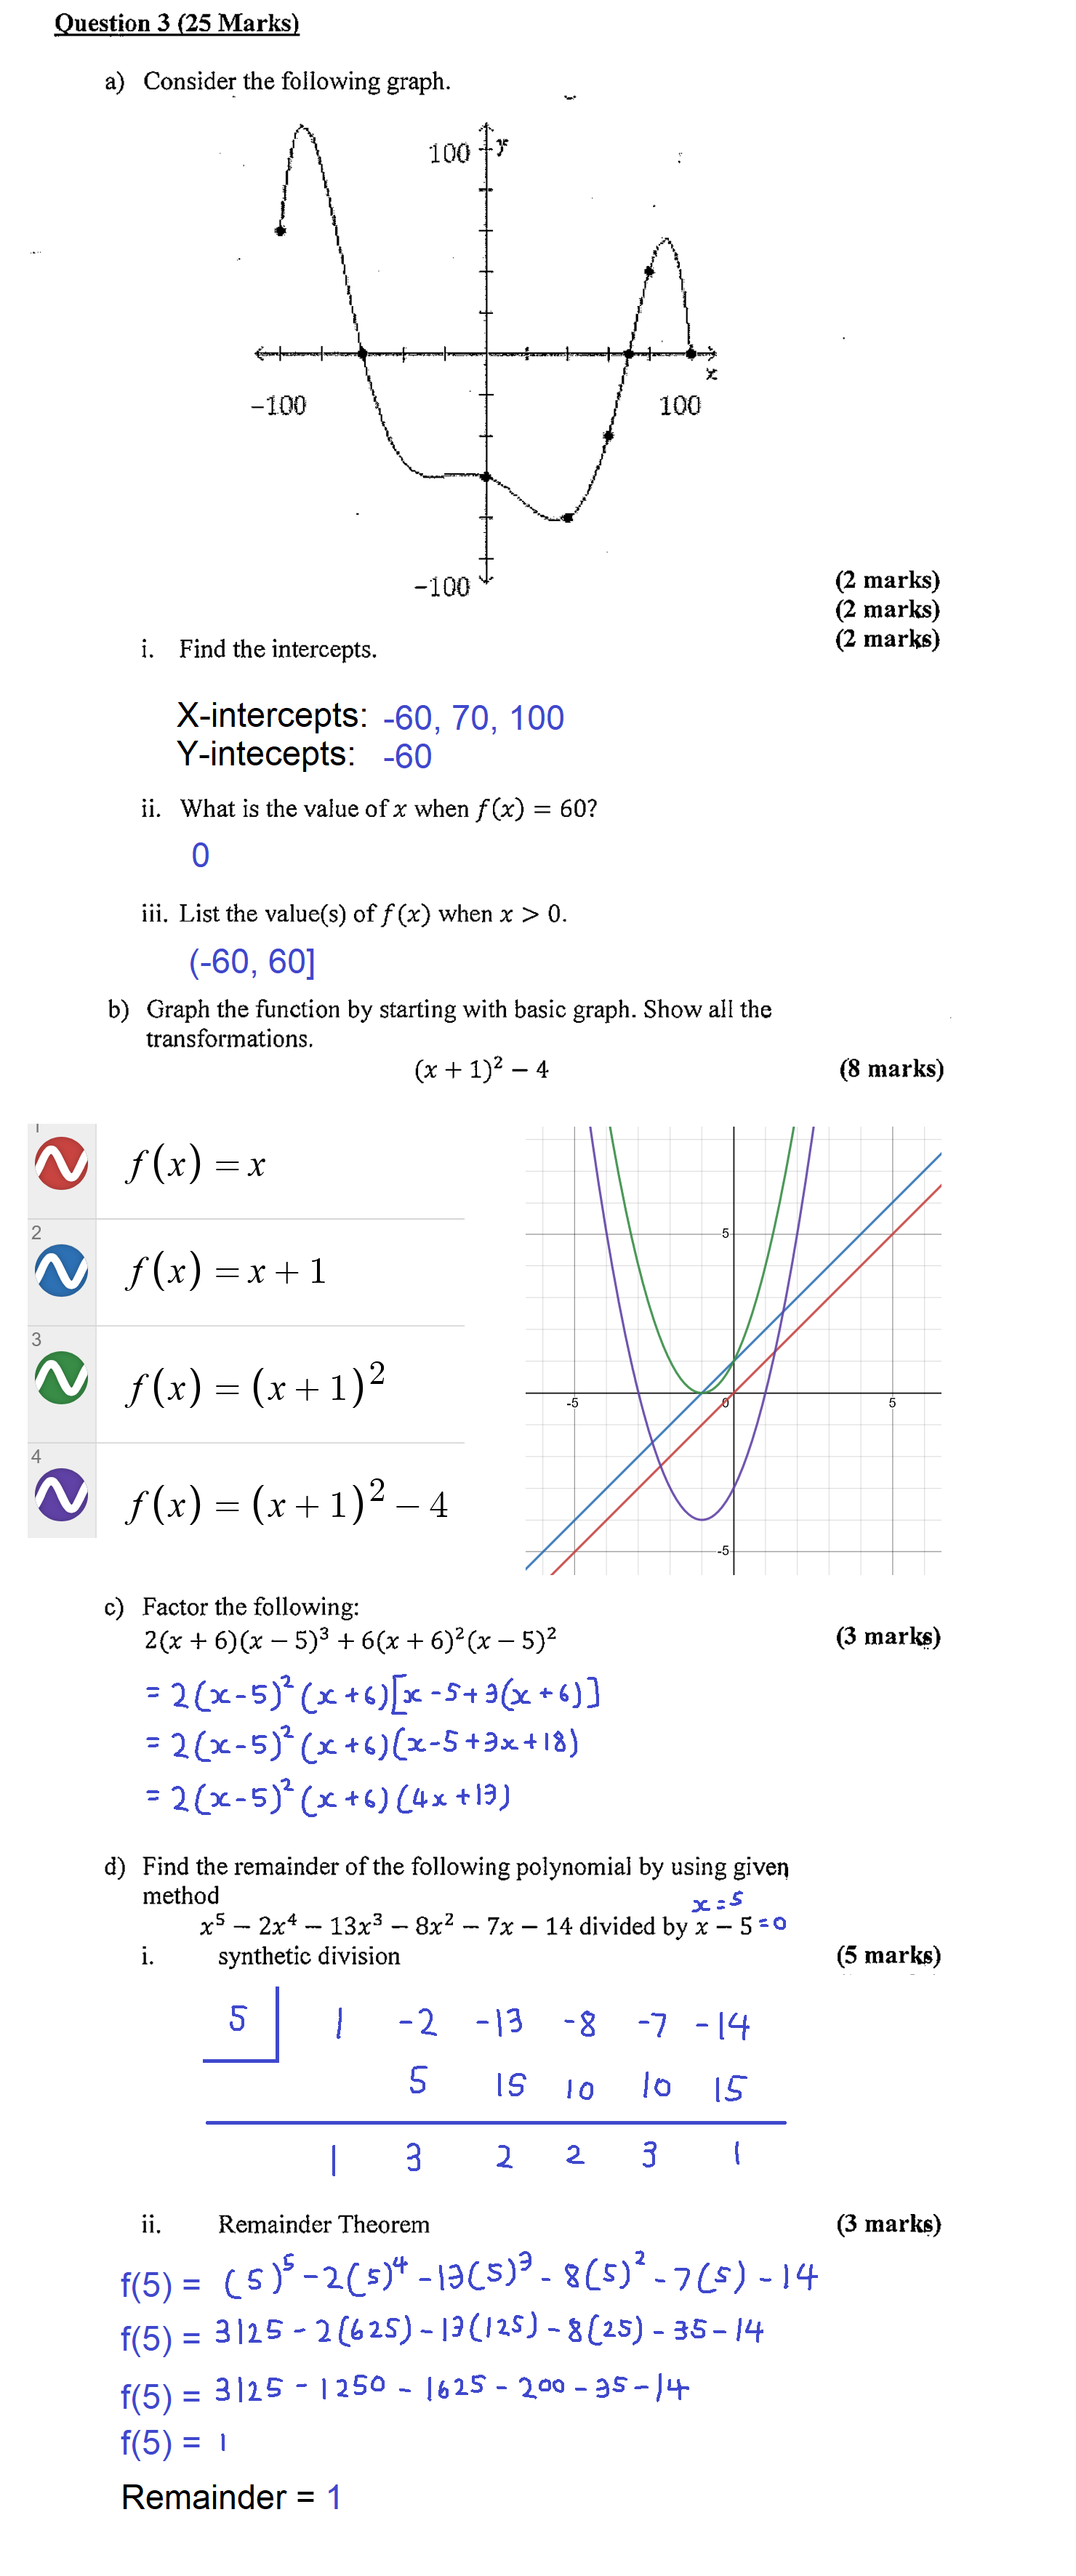 Question 3 (25 Marks)
a) Consider the following graph.
100 y
x
-100 100
-100
(2 marks)
(2 marks)
(2 marks)
i. Find the intercepts.
X-intercepts: -60, 70, 100
Y-intecepts: -60
ii. What is the value of x when f(x) = 60?
0
iii. List the value(s) of f(x) when x > 0.
(-60, 60]
b) Graph the function by starting with basic graph. Show all the
transformations.
(x + 1)² − 4 (8 marks)
1 f(x) = x
2 f(x) = x + 1
3 f(x) = (x + 1)²
4 f(x) = (x + 1)² − 4
5
-5 0 5
-5
c) Factor the following:
2(x + 6)(x − 5)³ + 6(x + 6)²(x − 5)² (3 marks)
= 2(x-5)²(x+6)[x-5+3(x+6)]
= 2(x-5)²(x+6)(x-5+3x+18)
= 2(x-5)²(x+6)(4x+13)
d) Find the remainder of the following polynomial by using given
method
x=5
x⁵ − 2x⁴ − 13x³ − 8x² − 7x − 14 divided by x − 5 =0
i. synthetic division (5 marks)
5 1 -2 -13 -8 -7 -14
5 15 10 10 15
1 3 2 2 3 1
ii. Remainder Theorem (3 marks)
f(5) = (5)⁵-2(5)⁴-13(5)³-8(5)²-7(5)-14
f(5) = 3125-2(625)-13(125)-8(25)-35-14
f(5) = 3125-1250-1625-200-35-14
f(5) = 1
Remainder = 1